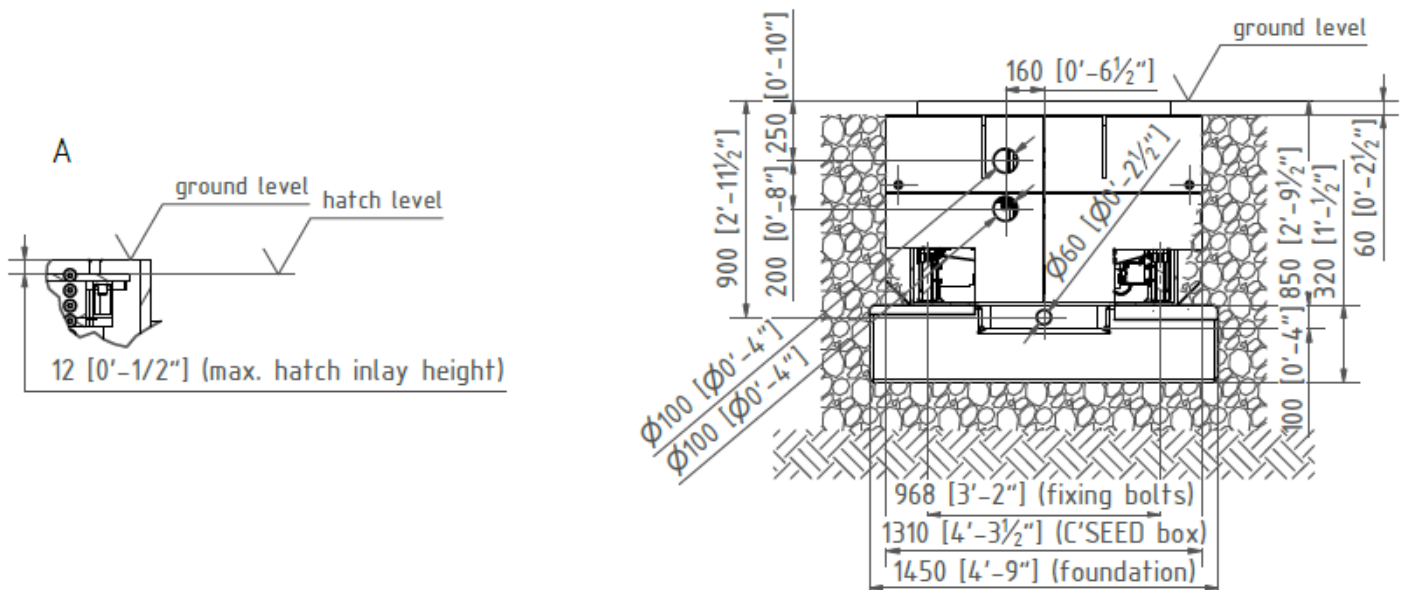 A
ground level
hatch level
12 [0'-1/2"] (max. hatch inlay height)
ground level
160 [0'-6½"]
250 [0'-10"]
900 [2'-11½"]
200 [0'-8"]
Ø60 [Ø0'-2½"]
850 [2'-9½"]
320 [1'-½"]
60 [0'-2½"]
100 [0'-4"]
Ø100 [Ø0'-4"]
Ø100 [Ø0'-4"]
968 [3'-2"] (fixing bolts)
1310 [4'-3½"] (C'SEED box)
1450 [4'-9"] (foundation)